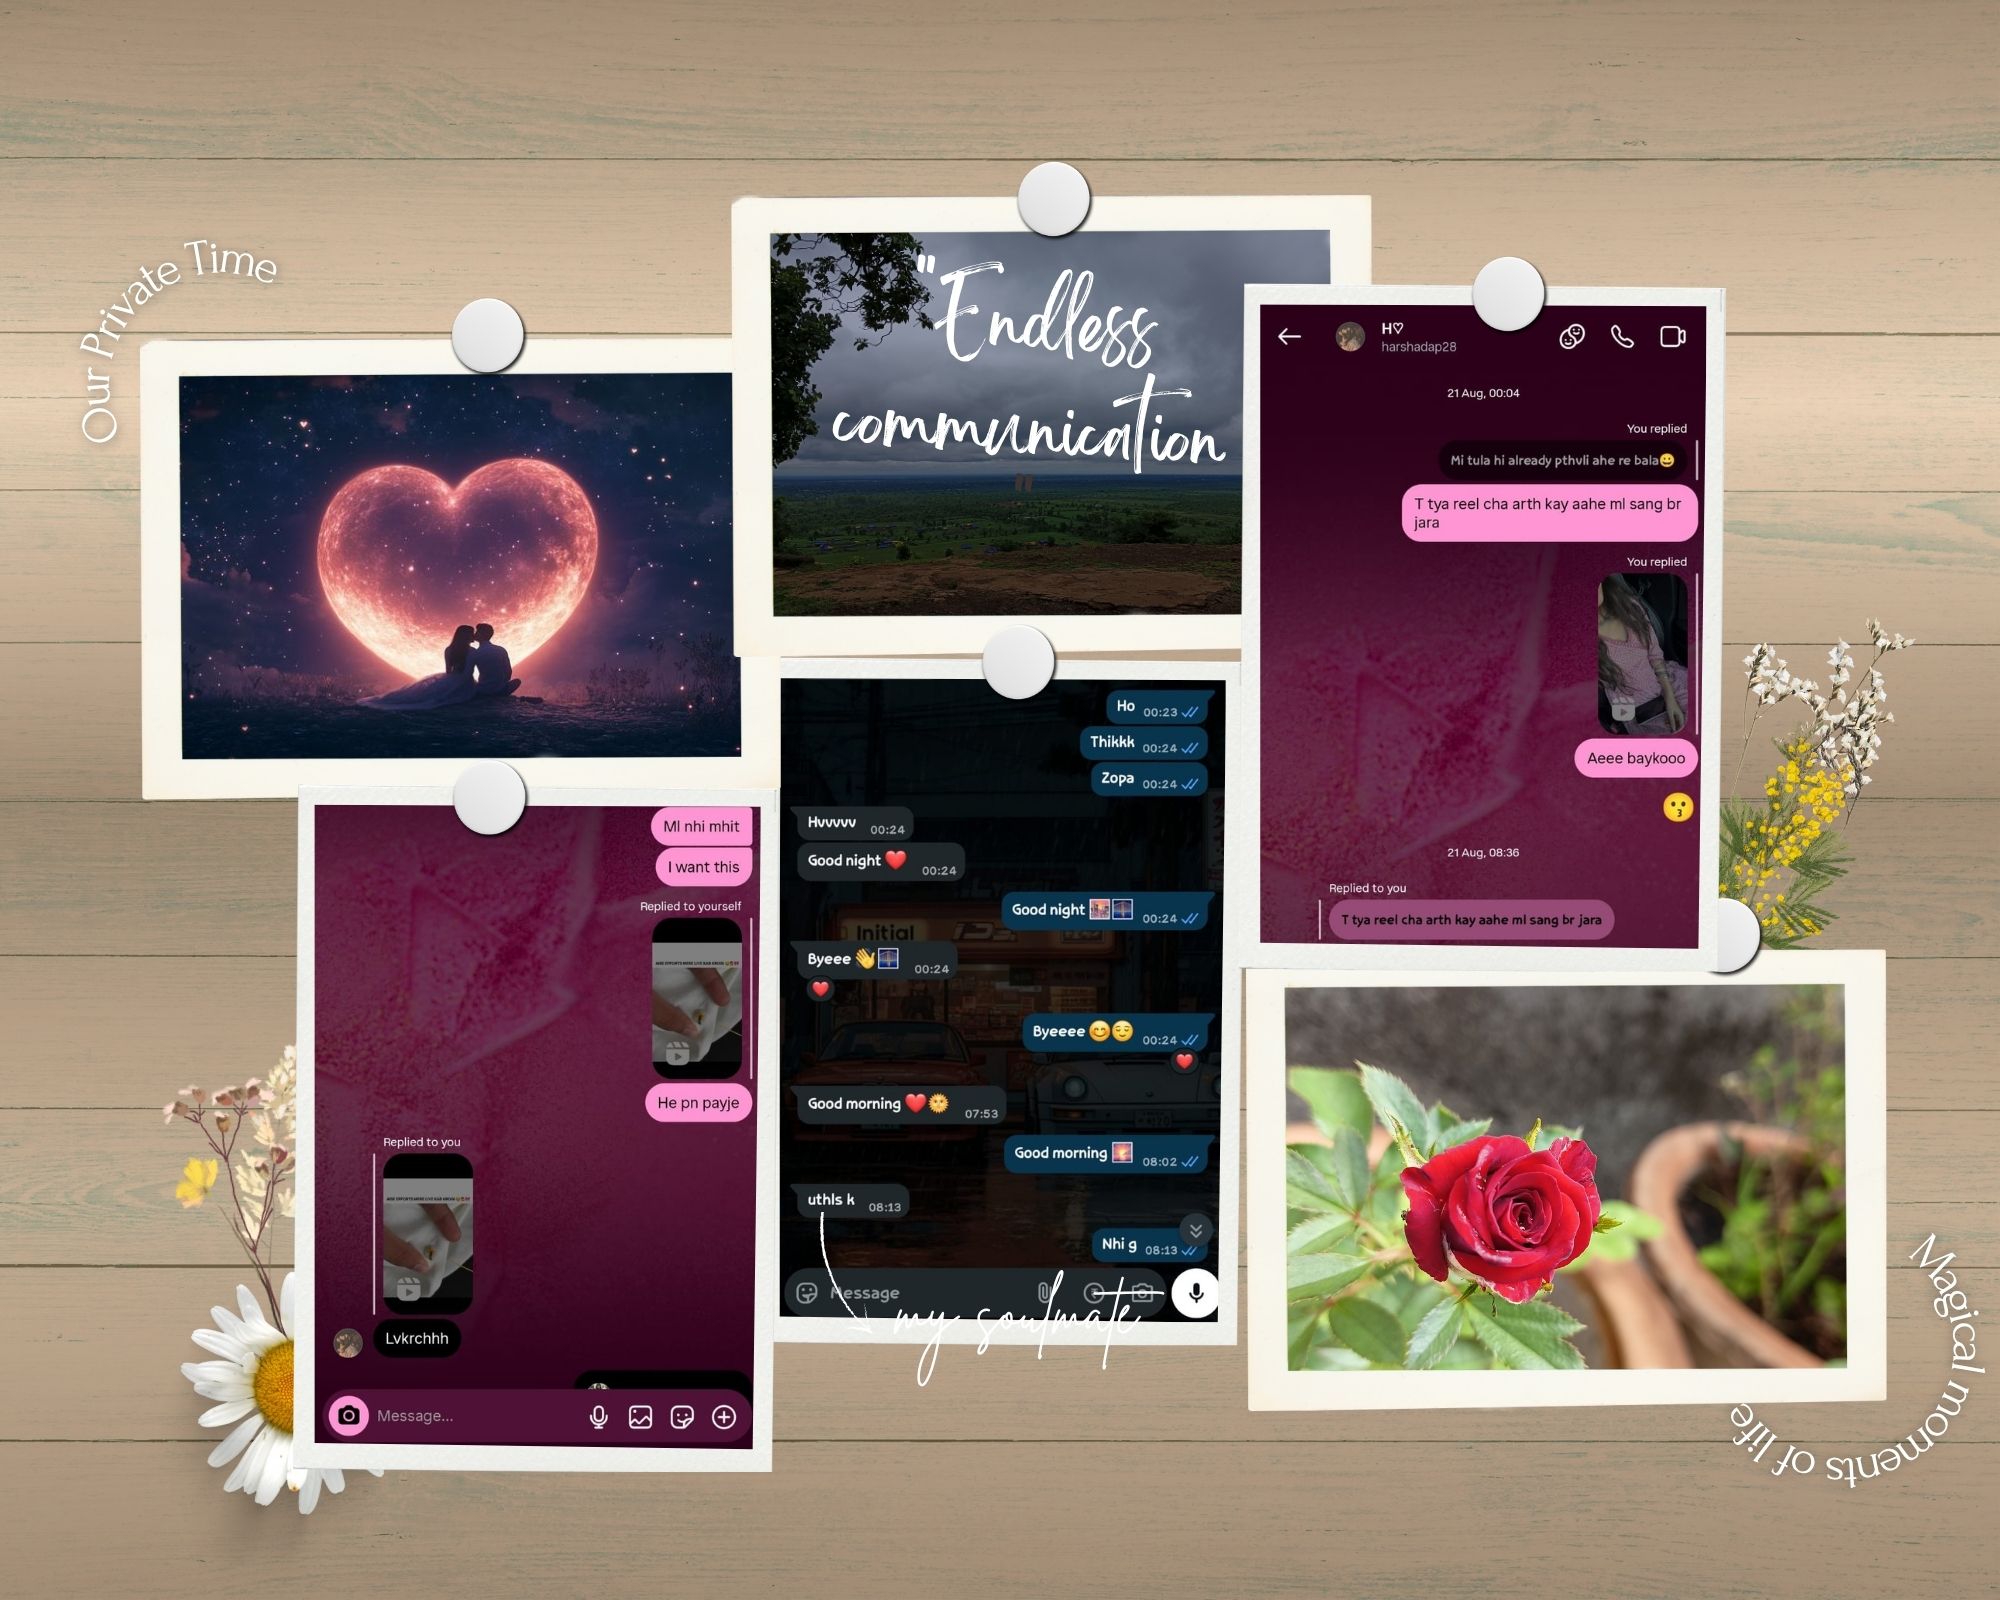 Our Private Time
"Endless
communication
"
H♡
harshadap28
21 Aug, 00:04
You replied
Mi tula hi already pthvli ahe re bala😀
T tya reel cha arth kay aahe ml sang br
jara
You replied
Aeee baykooo
😗
21 Aug, 08:36
Replied to you
T tya reel cha arth kay aahe ml sang br jara
Ho 00:23
Thikkk 00:24
Zopa 00:24
Hvvvvv 00:24
Good night ❤️ 00:24
Good night 🌇🌉 00:24
Initial
Byeee 👋🌉 00:24
❤️
Byeeee 😊😌 00:24
❤️
Good morning ❤️🌞 07:53
Good morning 🌅 08:02
uthls k 08:13
Nhi g 08:13
Message
my soulmate
Ml nhi mhit
I want this
Replied to yourself
He pn payje
Replied to you
Lvkrchhh
Message...
Magical moments of life